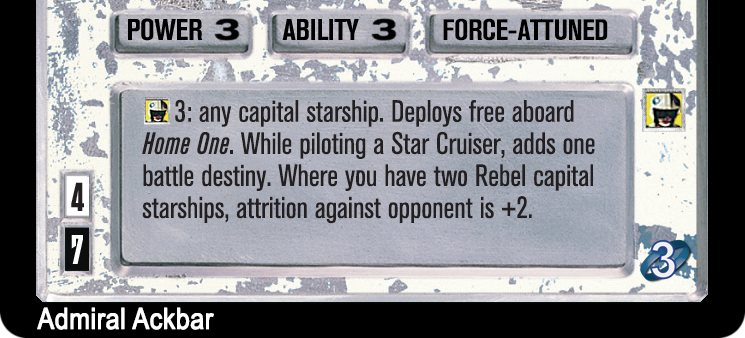 POWER 3 ABILITY 3 FORCE-ATTUNED
3: any capital starship. Deploys free aboard
Home One. While piloting a Star Cruiser, adds one
battle destiny. Where you have two Rebel capital
starships, attrition against opponent is +2.
4
7
3
Admiral Ackbar